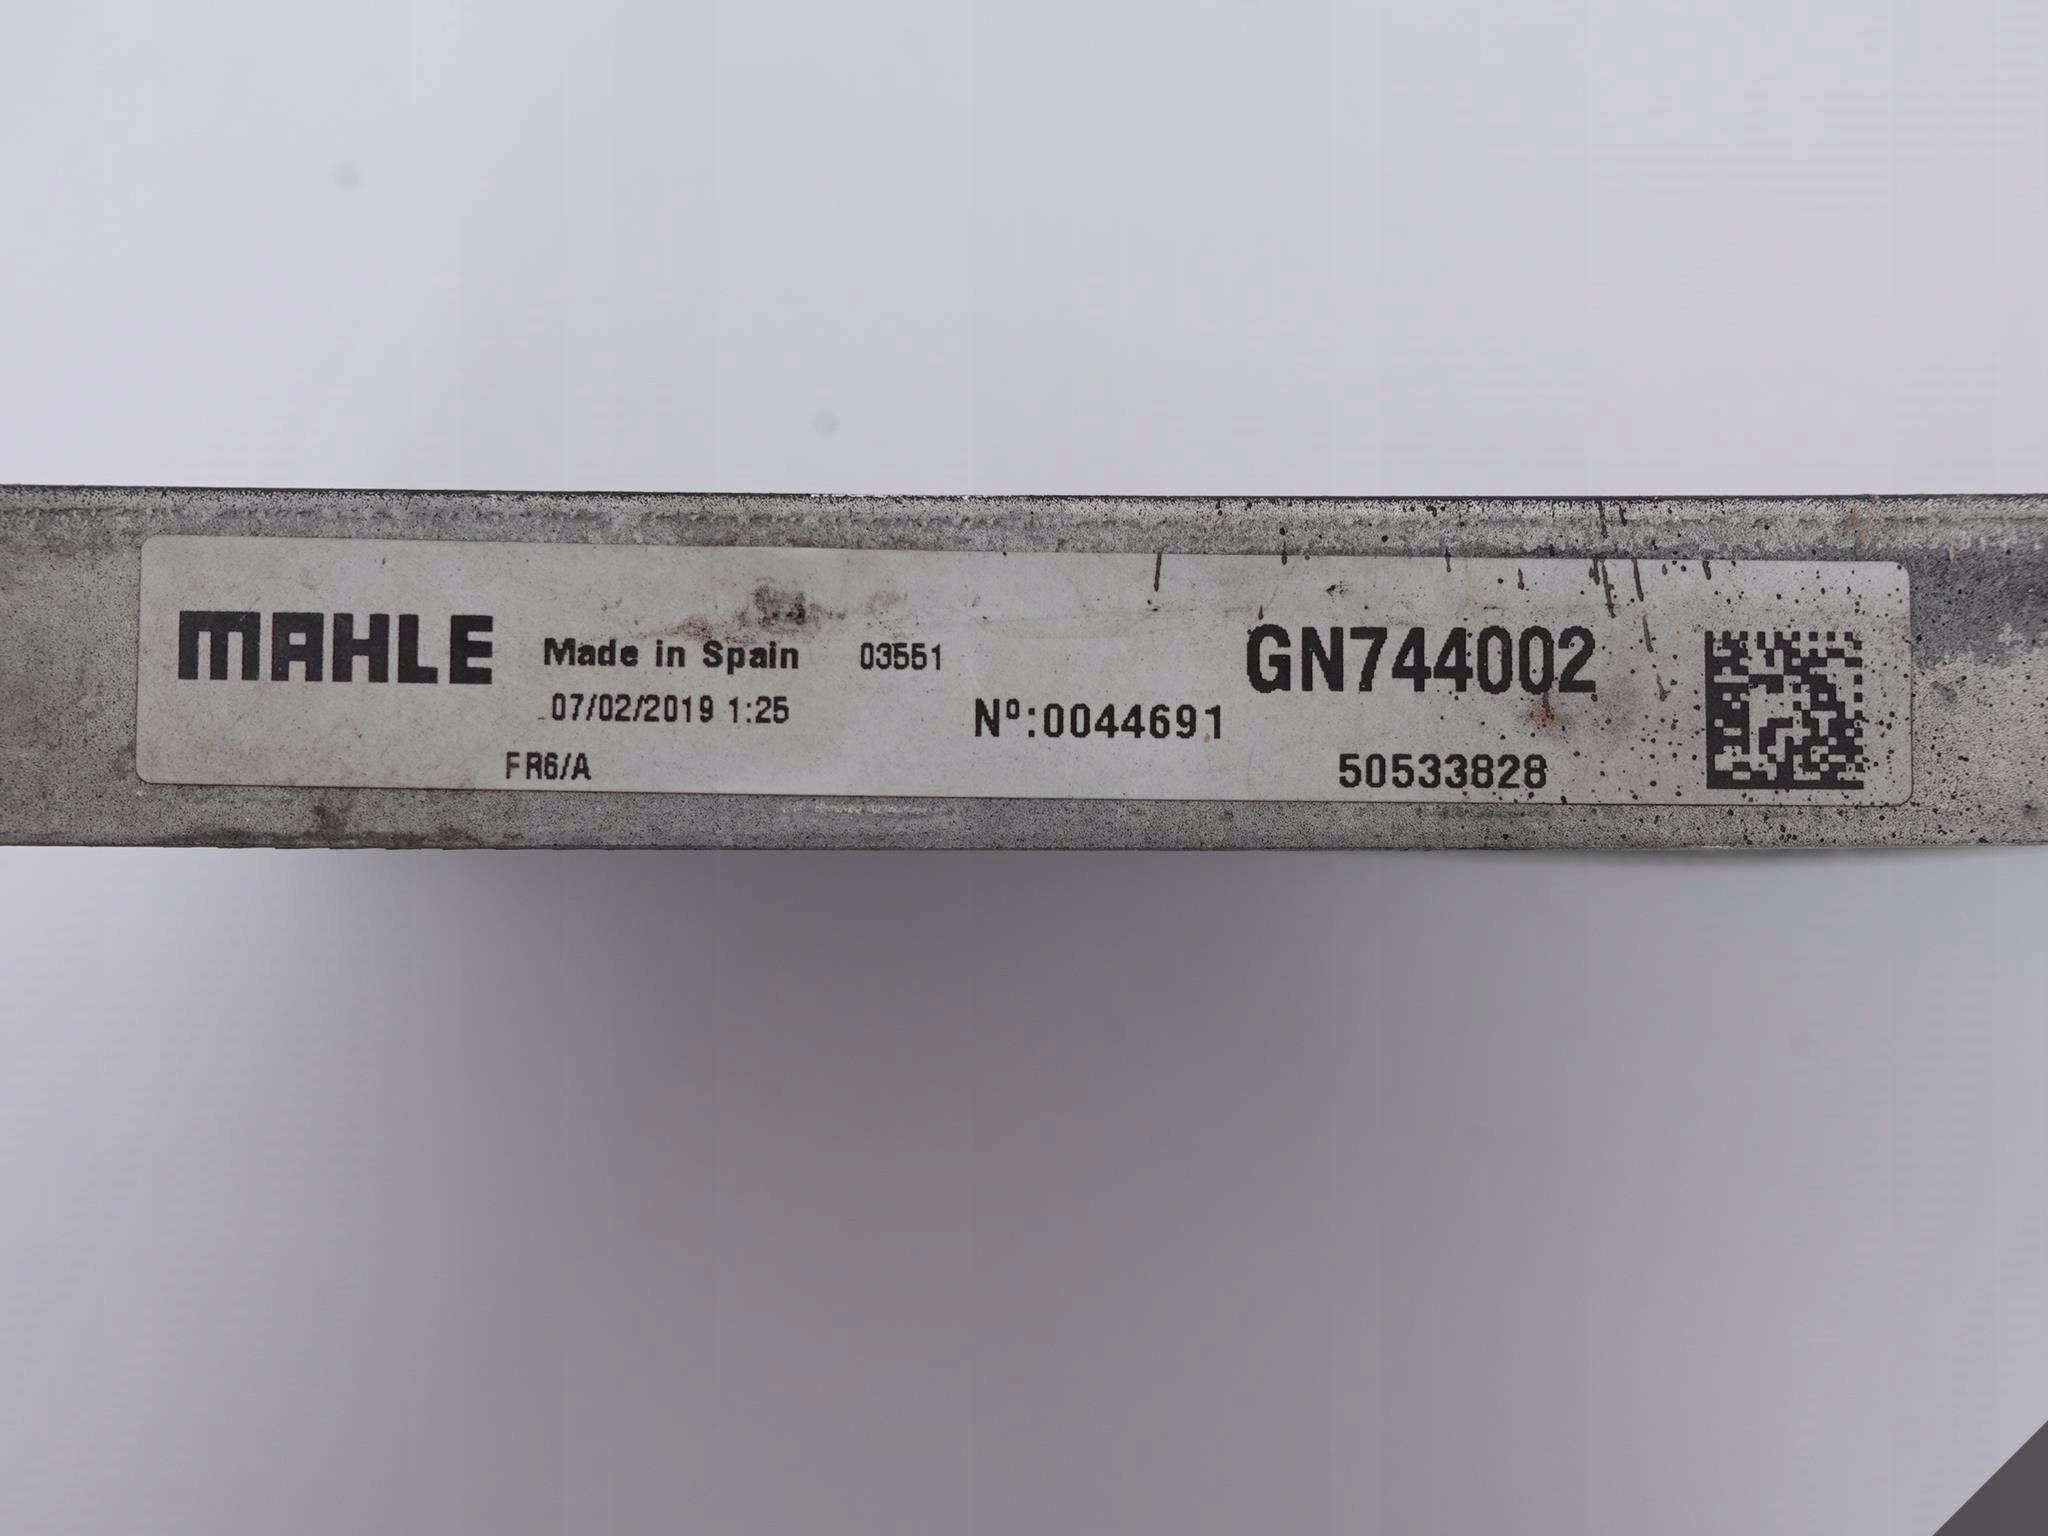 MAHLE
Made in Spain 03551
07/02/2019 1:25
FR6/A
Nº:0044691
GN744002
50533828